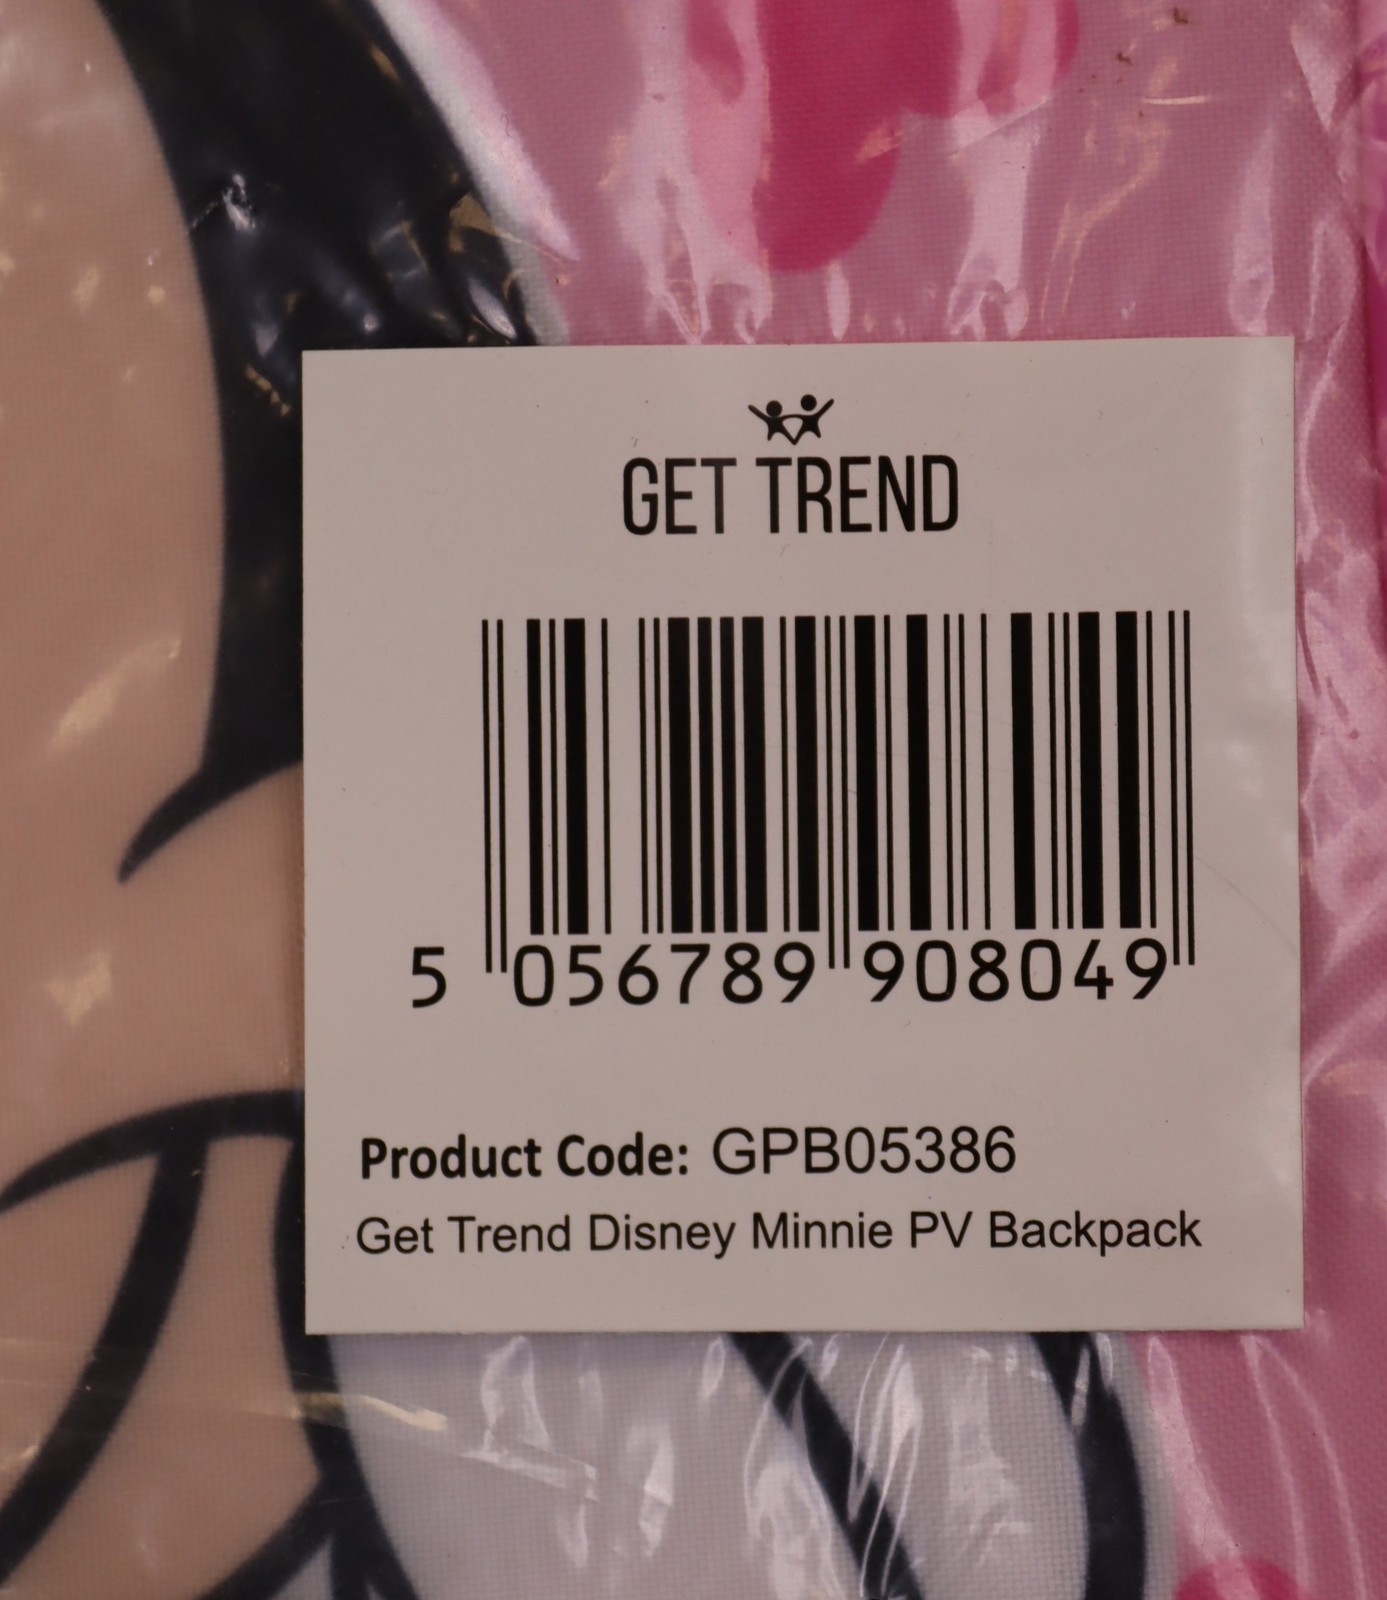 GET TREND
5 056789 908049
Product Code: GPB05386
Get Trend Disney Minnie PV Backpack